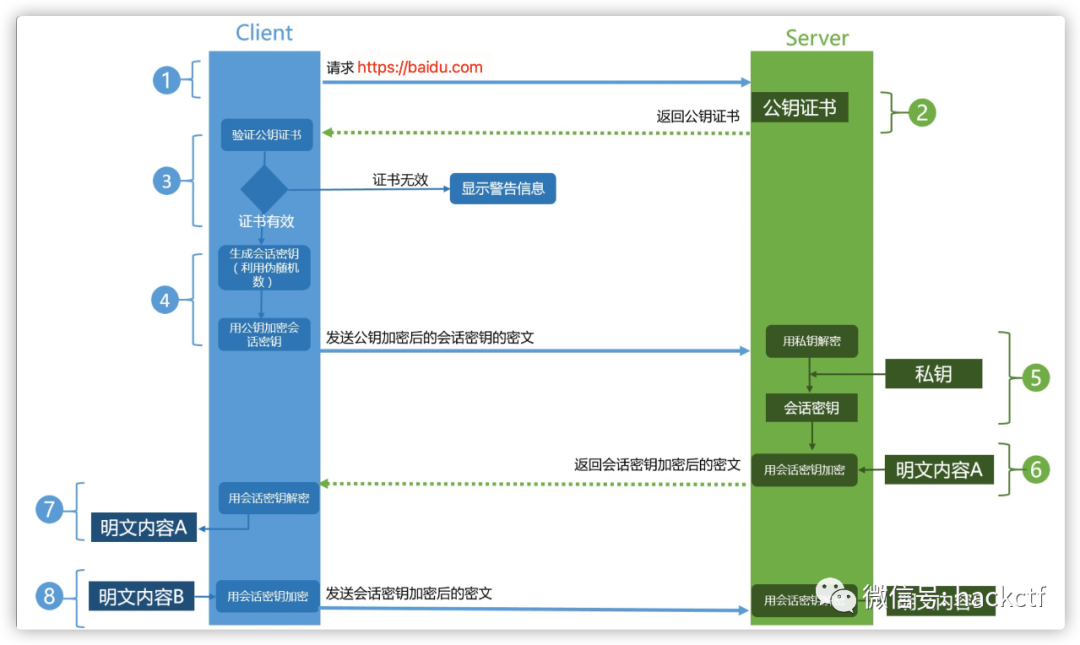 Client
Server
1
请求 https://baidu.com
公钥证书
2
返回公钥证书
验证公钥证书
3
证书无效
显示警告信息
证书有效
生成会话密钥
（利用伪随机
数）
4
用公钥加密会
话密钥
发送公钥加密后的会话密钥的密文
用私钥解密
私钥
5
会话密钥
返回会话密钥加密后的密文
用会话密钥加密
明文内容A
6
7
用会话密钥解密
明文内容A
8
明文内容B
用会话密钥加密
发送会话密钥加密后的密文
用会话密钥
微信号: hackctf
明文内容